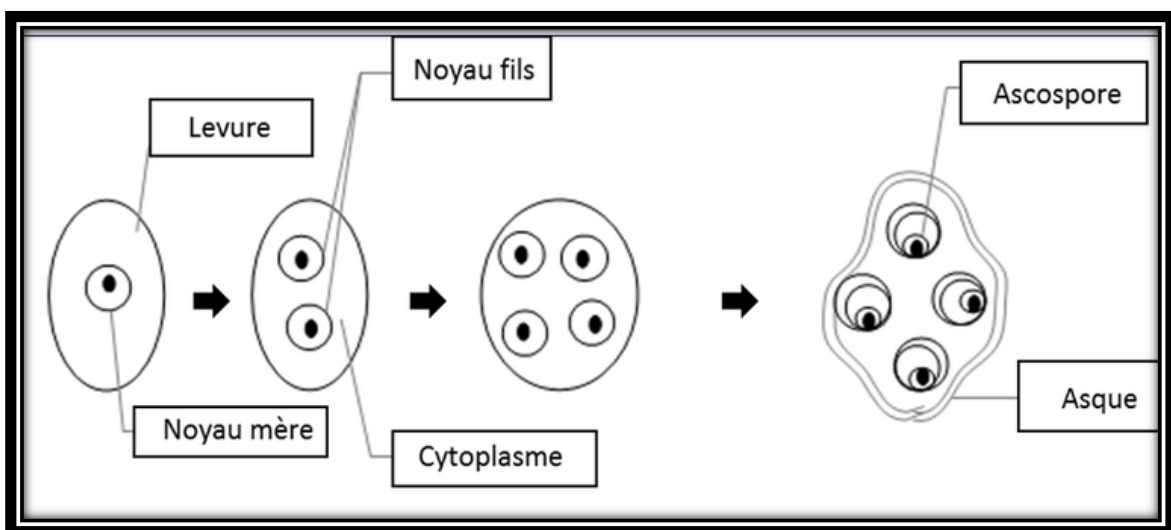 Noyau fils
Ascospore
Levure
Noyau mère
Cytoplasme
Asque